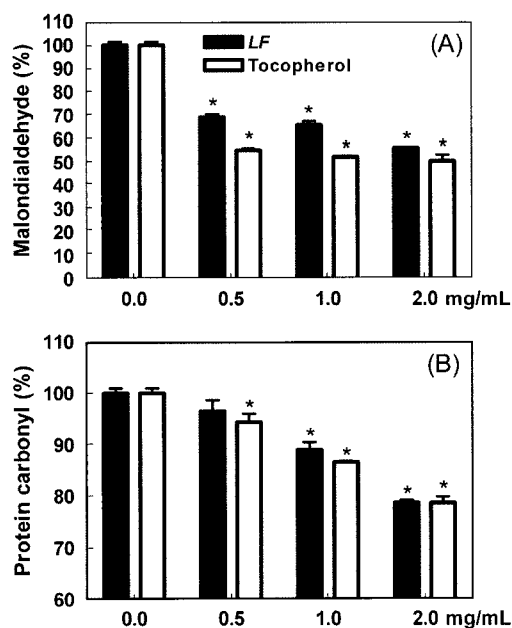 (A)
LF
Tocopherol
Malondialdehyde (%)
110
100
90
80
70
60
50
40
30
20
10
0
* * * * * *
0.0 0.5 1.0 2.0 mg/mL
(B)
Protein carbonyl (%)
110
100
90
80
70
60
* * * * *
0.0 0.5 1.0 2.0 mg/mL